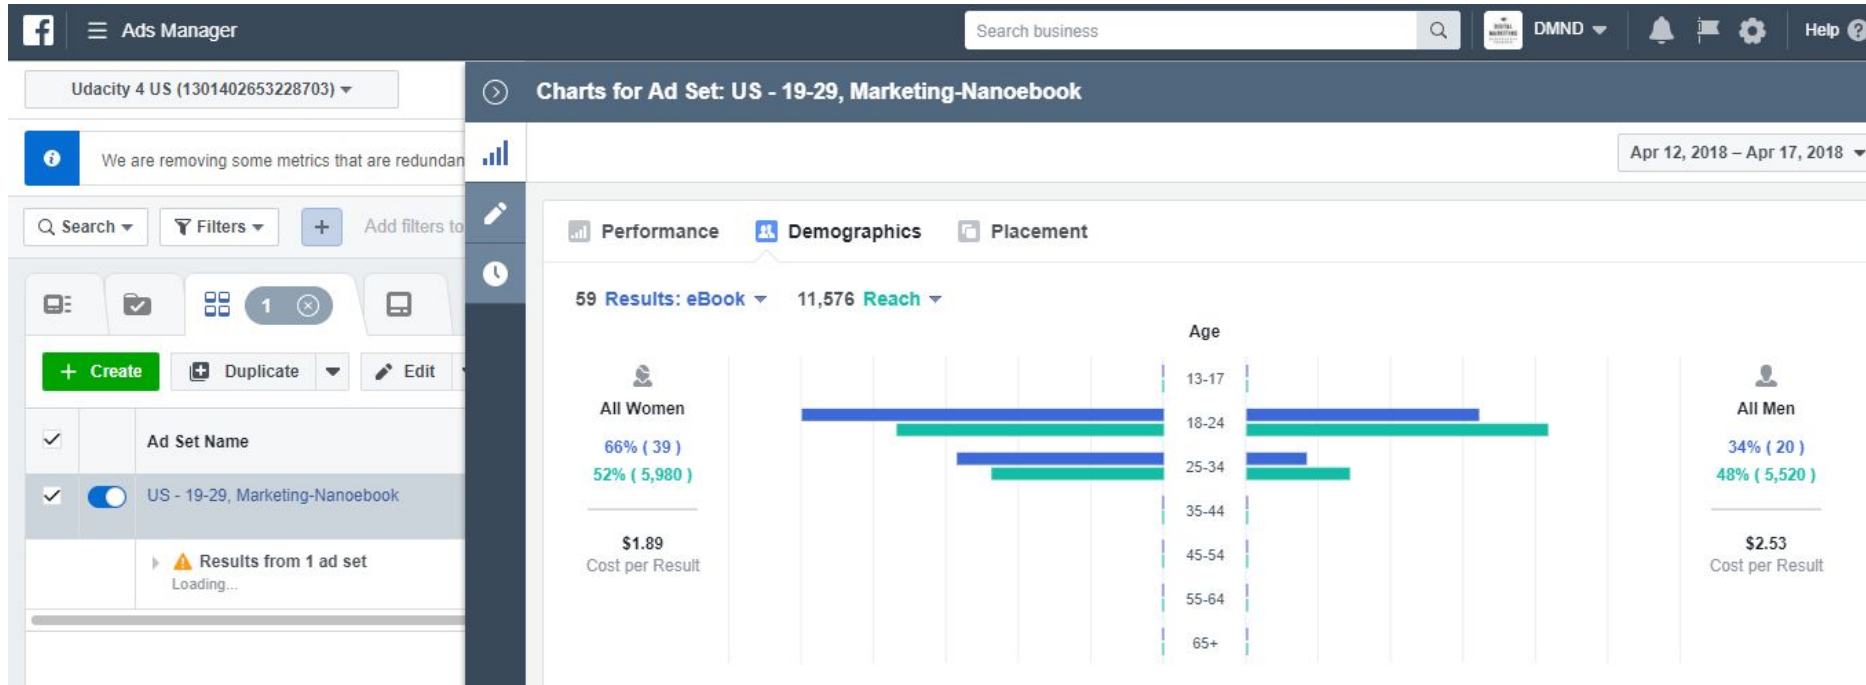 Ads Manager
Search business
DMND
Help
Udacity 4 US (1301402653228703)
Charts for Ad Set: US - 19-29, Marketing-Nanoebook
We are removing some metrics that are redundan
Apr 12, 2018 – Apr 17, 2018
Search
Filters
+
Add filters to
Performance
Demographics
Placement
1
59 Results: eBook
11,576 Reach
Age
+ Create
Duplicate
Edit
Ad Set Name
US - 19-29, Marketing-Nanoebook
Results from 1 ad set
Loading...
All Women
66% ( 39 )
52% ( 5,980 )
$1.89
Cost per Result
13-17
18-24
25-34
35-44
45-54
55-64
65+
All Men
34% ( 20 )
48% ( 5,520 )
$2.53
Cost per Result